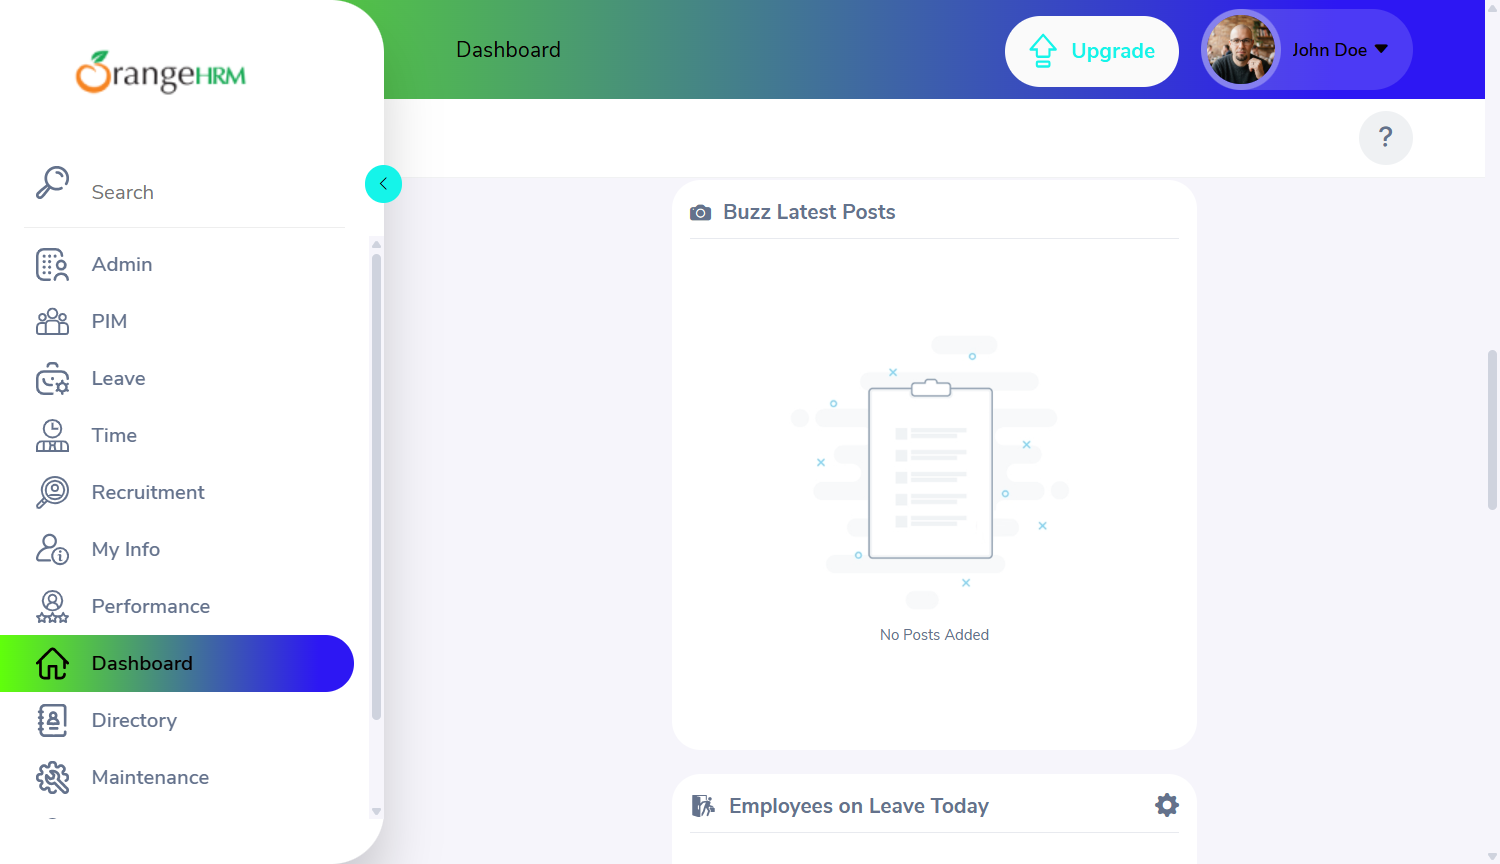 OrangeHRM
Search
Admin
PIM
Leave
Time
Recruitment
My Info
Performance
Dashboard
Directory
Maintenance
Dashboard
Upgrade
John Doe
?
Buzz Latest Posts
No Posts Added
Employees on Leave Today